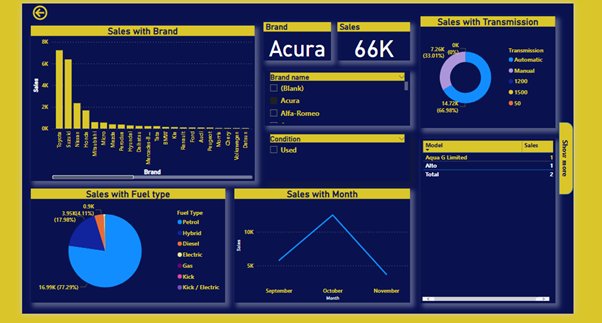 Sales with Brand
8K
6K
4K
2K
0K
Sales
Toyota
Suzuki
Nissan
Honda
Mitsubishi
Micro
Mazda
Perodua
Hyundai
Daihatsu
Mercedes-B...
Tata
BMW
Kia
Renault
Ford
Audi
Peugeot
Morris
Chery
Volkswagen
Datsun
Brand
Brand
Acura
Sales
66K
Brand name
(Blank)
Acura
Alfa-Romeo
Condition
Used
Sales with Transmission
0K
(0%)
7.26K
(33.01%)
14.72K
(66.98%)
Transmission
Automatic
Manual
1200
1500
50
Model Sales
Aqua G Limited 1
Alto 1
Total 2
Show more
Sales with Fuel type
0.9K
(4.11%)
3.95K
(17.98%)
16.99K (77.29%)
Fuel Type
Petrol
Hybrid
Diesel
Electric
Gas
Kick
Kick / Electric
Sales with Month
Sales
10K
5K
September
October
November
Month